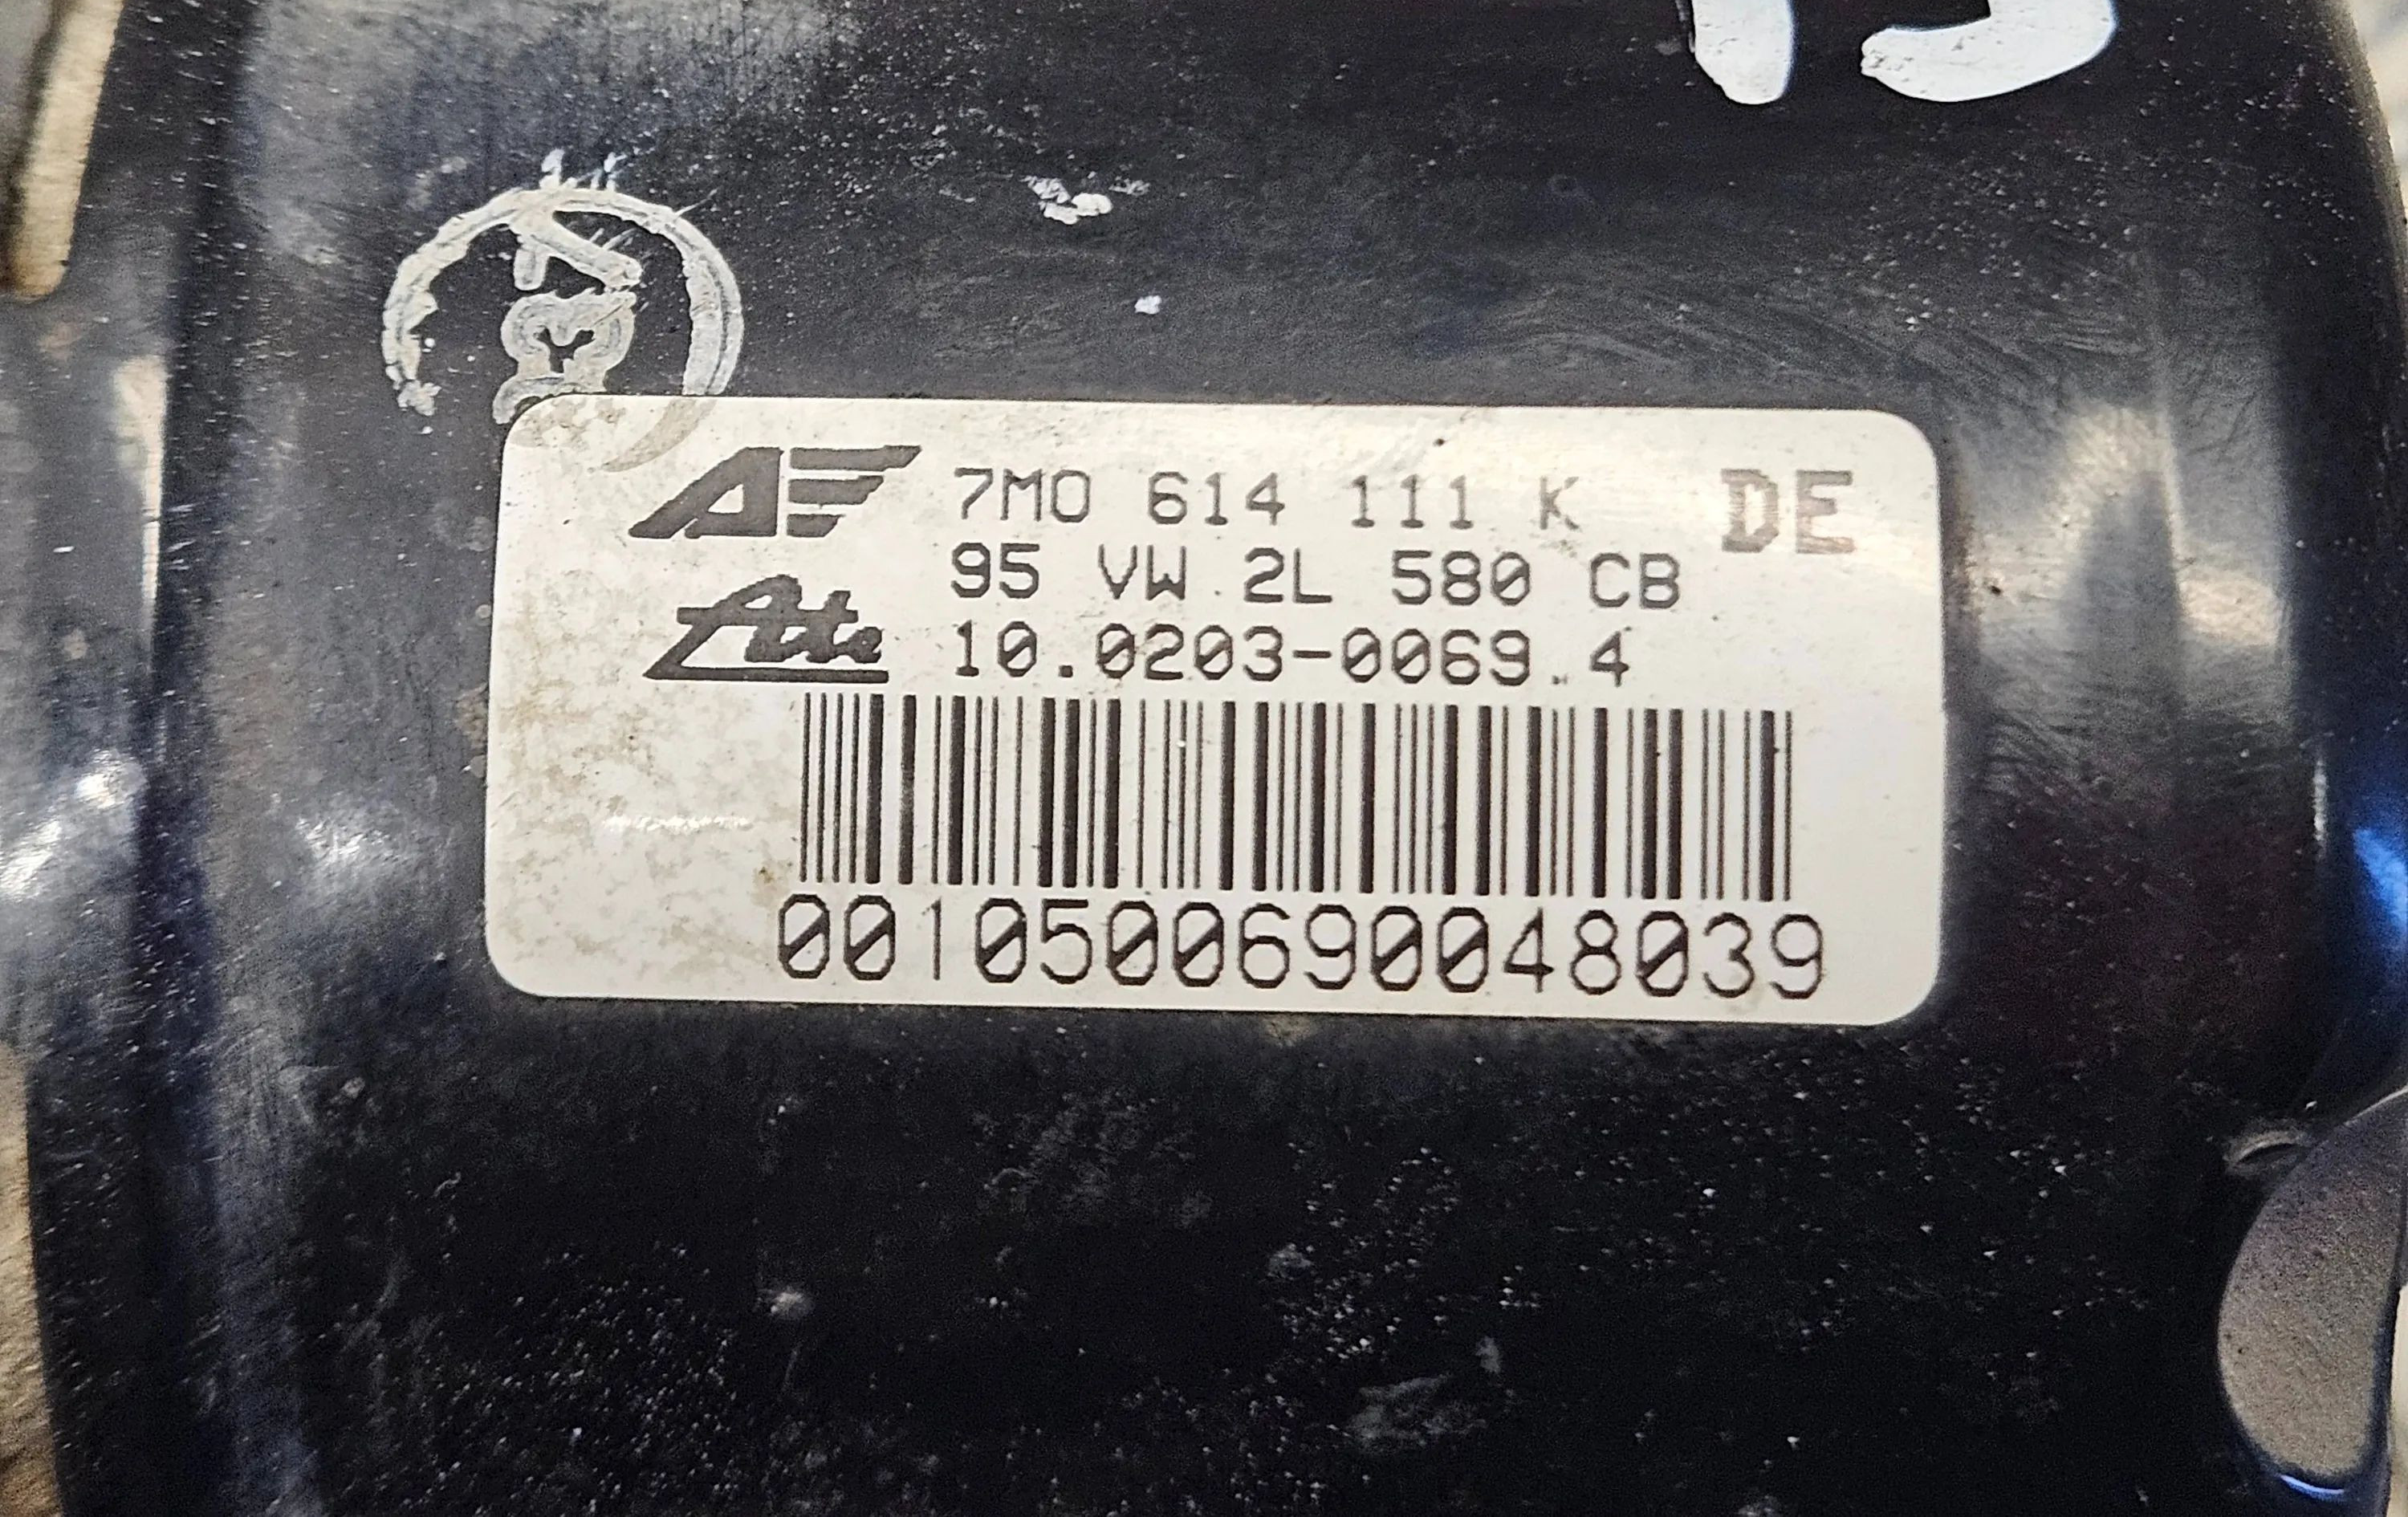 7M0 614 111 K DE
95 VW 2L 580 CB
Ate 10.0203-0069.4
0010500690048039